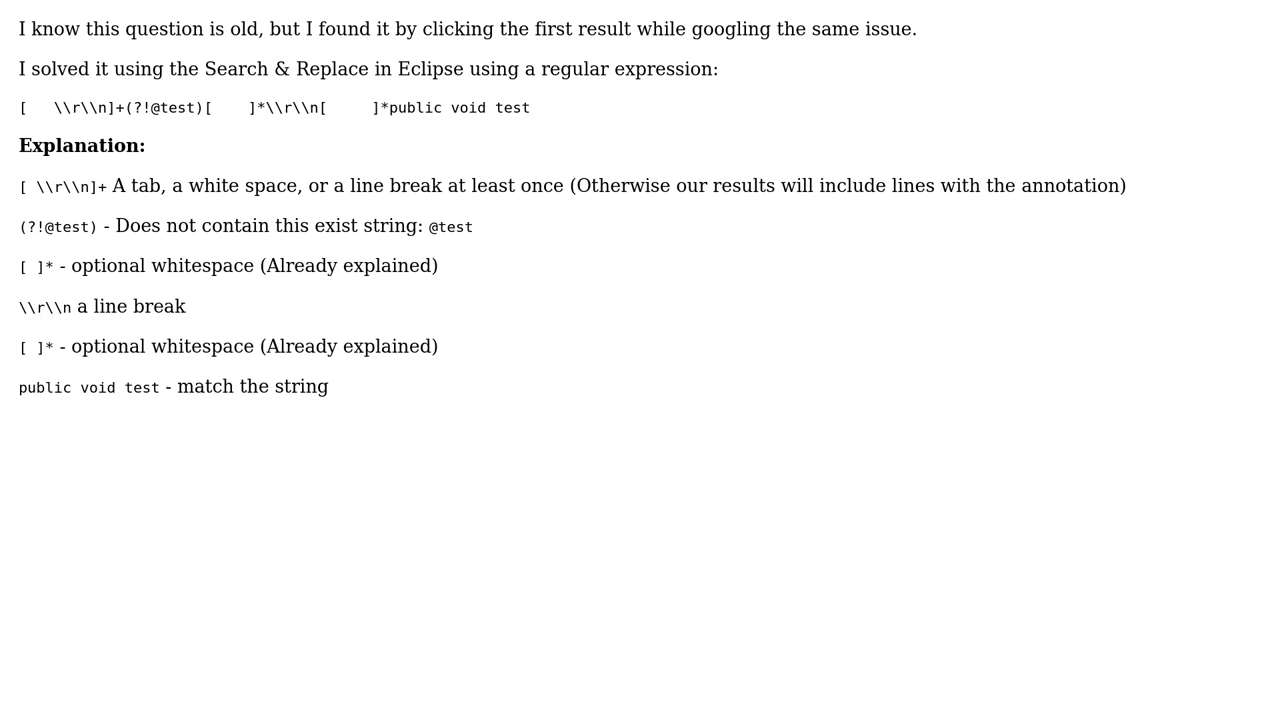 I know this question is old, but I found it by clicking the first result while googling the same issue.
I solved it using the Search & Replace in Eclipse using a regular expression:
[   \\r\\n]+(?!@test)[    ]*\\r\\n[     ]*public void test
Explanation:
[ \\r\\n]+ A tab, a white space, or a line break at least once (Otherwise our results will include lines with the annotation)
(?!@test) - Does not contain this exist string: @test
[ ]* - optional whitespace (Already explained)
\\r\\n a line break
[ ]* - optional whitespace (Already explained)
public void test - match the string